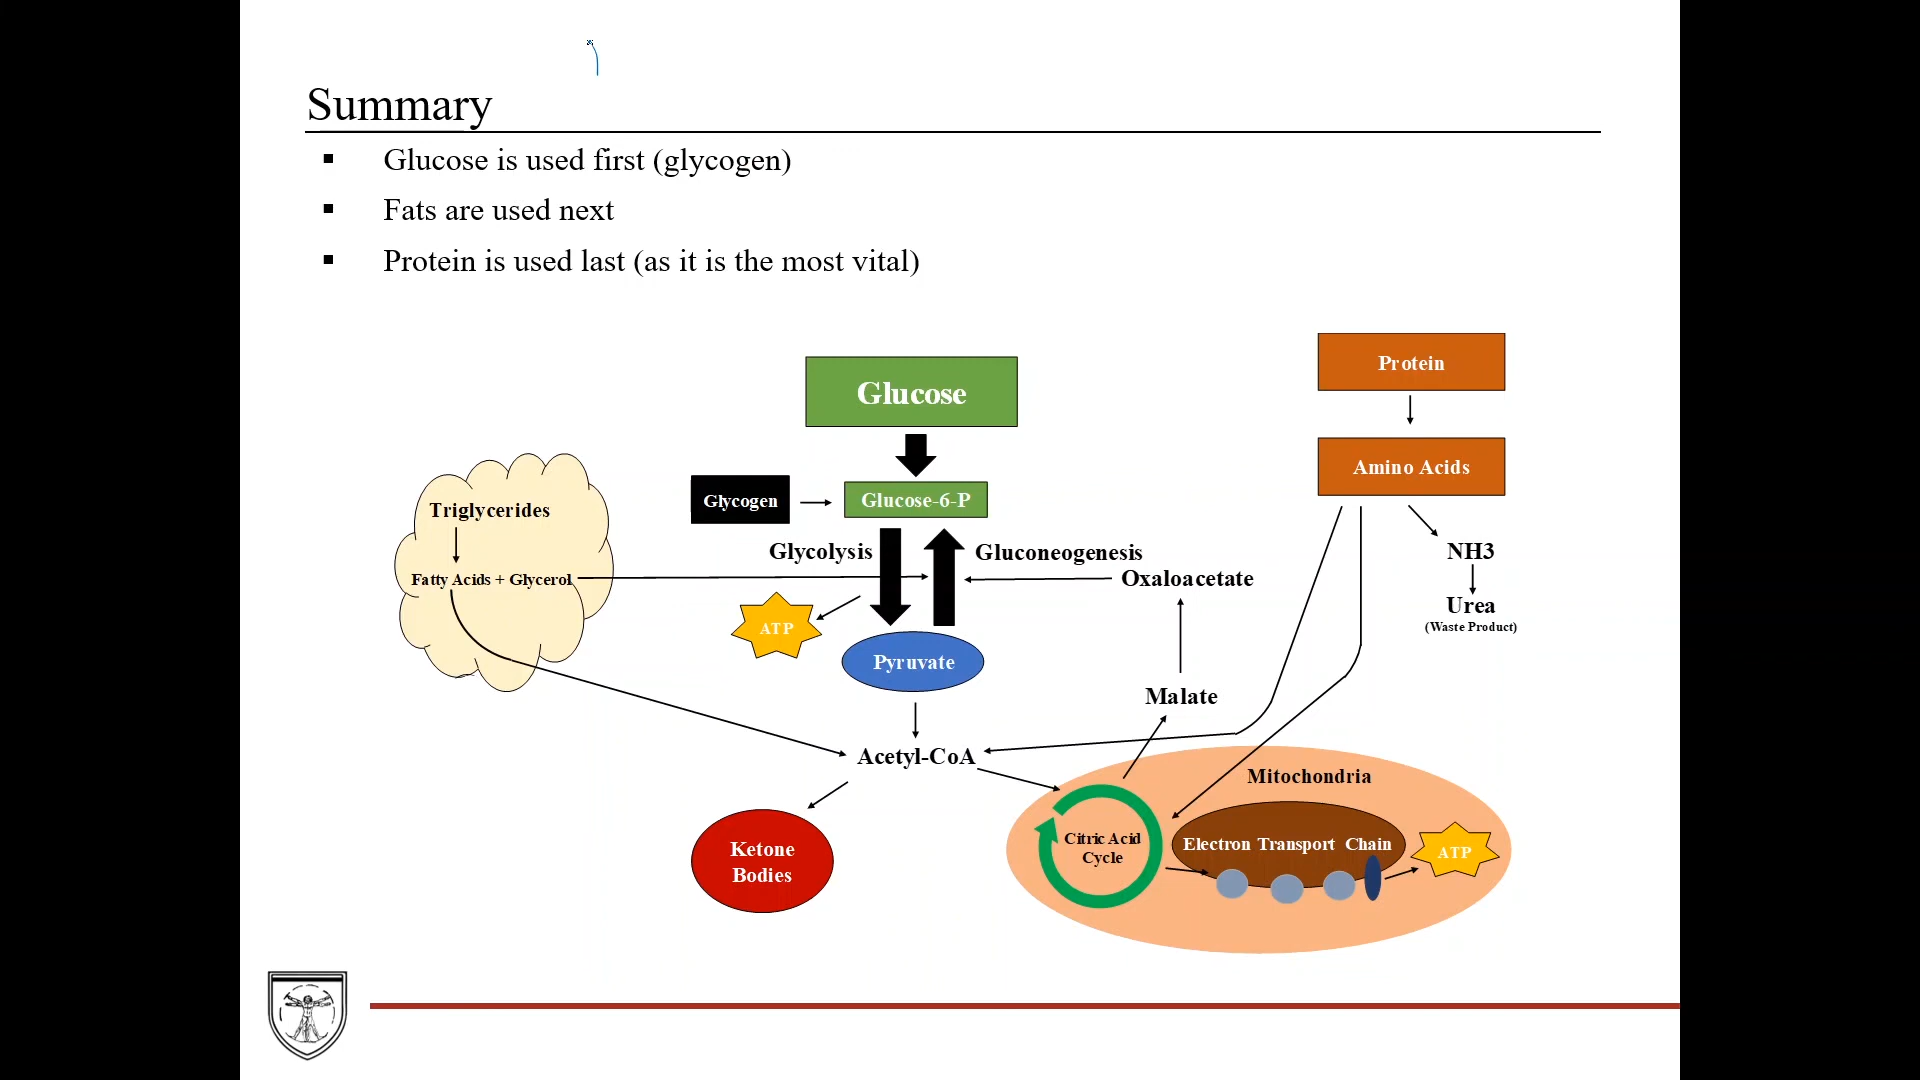 Summary
▪ Glucose is used first (glycogen)
▪ Fats are used next
▪ Protein is used last (as it is the most vital)
Protein
Glucose
Amino Acids
Glycogen
Glucose-6-P
Triglycerides
Glycolysis
Gluconeogenesis
NH3
Fatty Acids + Glycerol
Oxaloacetate
Urea
(Waste Product)
ATP
Pyruvate
Malate
Acetyl-CoA
Mitochondria
Citric Acid
Cycle
Electron Transport Chain
ATP
Ketone
Bodies